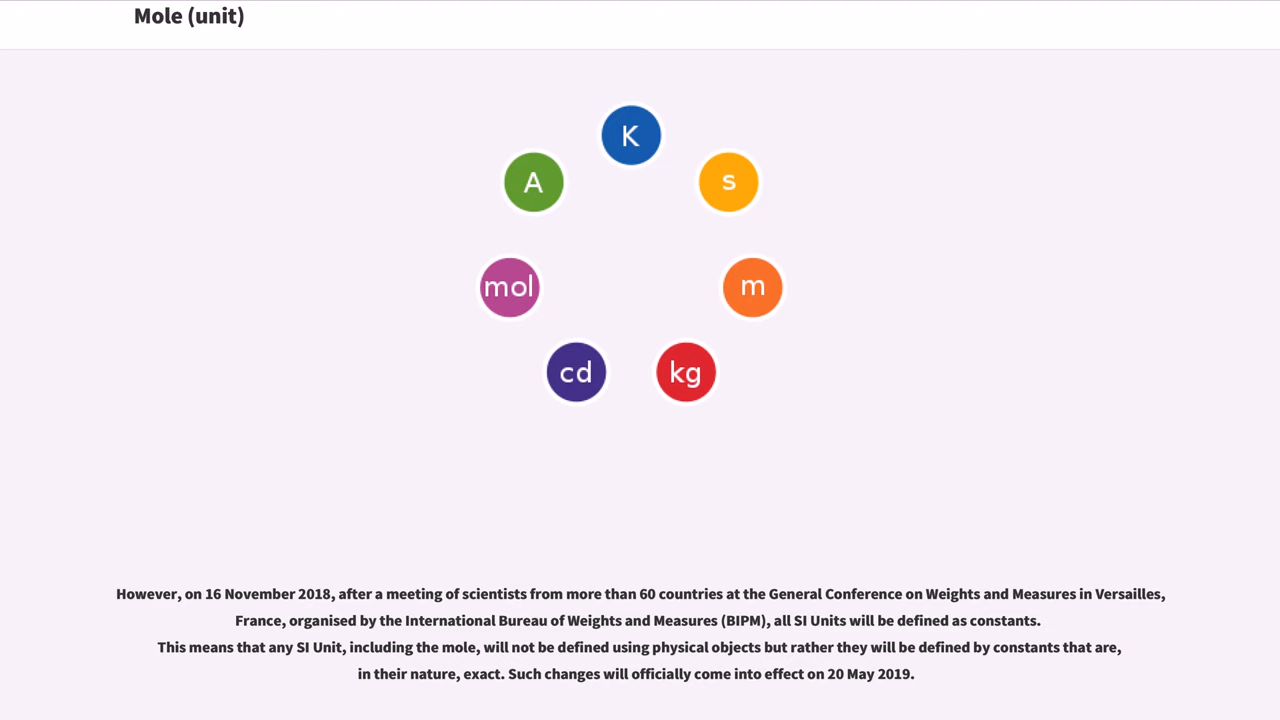 Mole (unit)
K
A
s
mol
m
cd
kg
However, on 16 November 2018, after a meeting of scientists from more than 60 countries at the General Conference on Weights and Measures in Versailles,
France, organised by the International Bureau of Weights and Measures (BIPM), all SI Units will be defined as constants.
This means that any SI Unit, including the mole, will not be defined using physical objects but rather they will be defined by constants that are,
in their nature, exact. Such changes will officially come into effect on 20 May 2019.